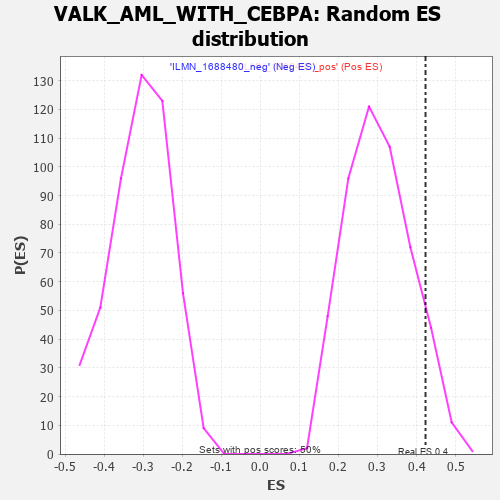 VALK_AML_WITH_CEBPA: Random ES
distribution
'ILMN_1688480_neg' (Neg ES)_pos' (Pos ES)
P(ES)
130
120
110
100
90
80
70
60
50
40
30
20
10
0
Sets with pos scores: 50%
Real ES 0.4
-0.5 -0.4 -0.3 -0.2 -0.1 0.0 0.1 0.2 0.3 0.4 0.5
ES